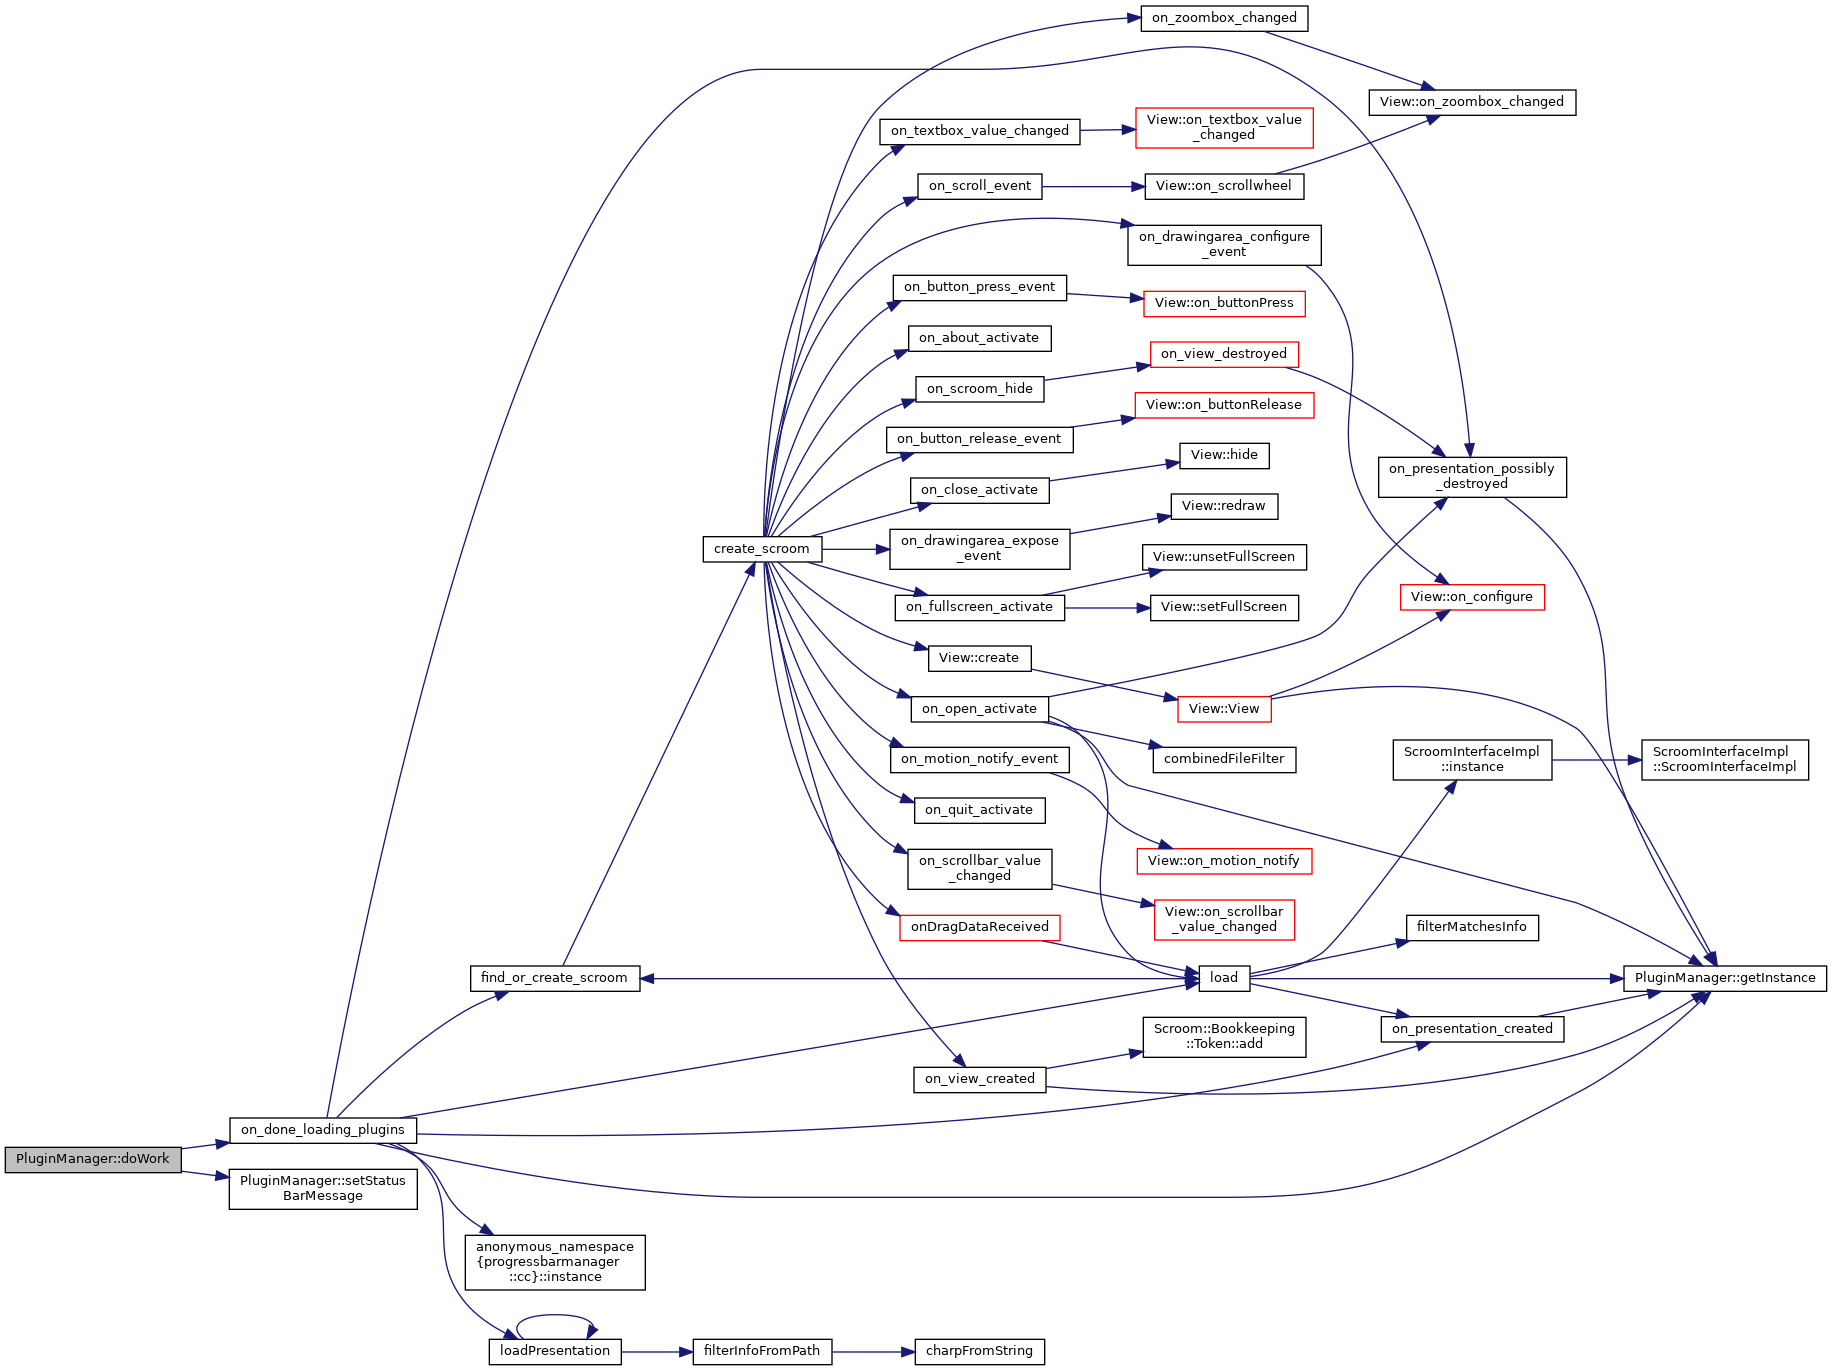 on_zoombox_changed
View::on_zoombox_changed
on_textbox_value_changed
View::on_textbox_value
_changed
on_scroll_event
View::on_scrollwheel
on_drawingarea_configure
_event
on_button_press_event
View::on_buttonPress
on_about_activate
on_view_destroyed
on_scroom_hide
View::on_buttonRelease
on_button_release_event
View::hide
on_presentation_possibly
_destroyed
on_close_activate
View::redraw
create_scroom
on_drawingarea_expose
_event
View::unsetFullScreen
View::on_configure
on_fullscreen_activate
View::setFullScreen
View::create
on_open_activate
View::View
on_motion_notify_event
combinedFileFilter
ScroomInterfaceImpl
::instance
ScroomInterfaceImpl
::ScroomInterfaceImpl
on_quit_activate
on_scrollbar_value
_changed
View::on_motion_notify
View::on_scrollbar
_value_changed
onDragDataReceived
filterMatchesInfo
find_or_create_scroom
load
PluginManager::getInstance
Scroom::Bookkeeping
::Token::add
on_presentation_created
on_view_created
on_done_loading_plugins
PluginManager::doWork
PluginManager::setStatus
BarMessage
anonymous_namespace
{progressbarmanager
::cc}::instance
loadPresentation
filterInfoFromPath
charpFromString